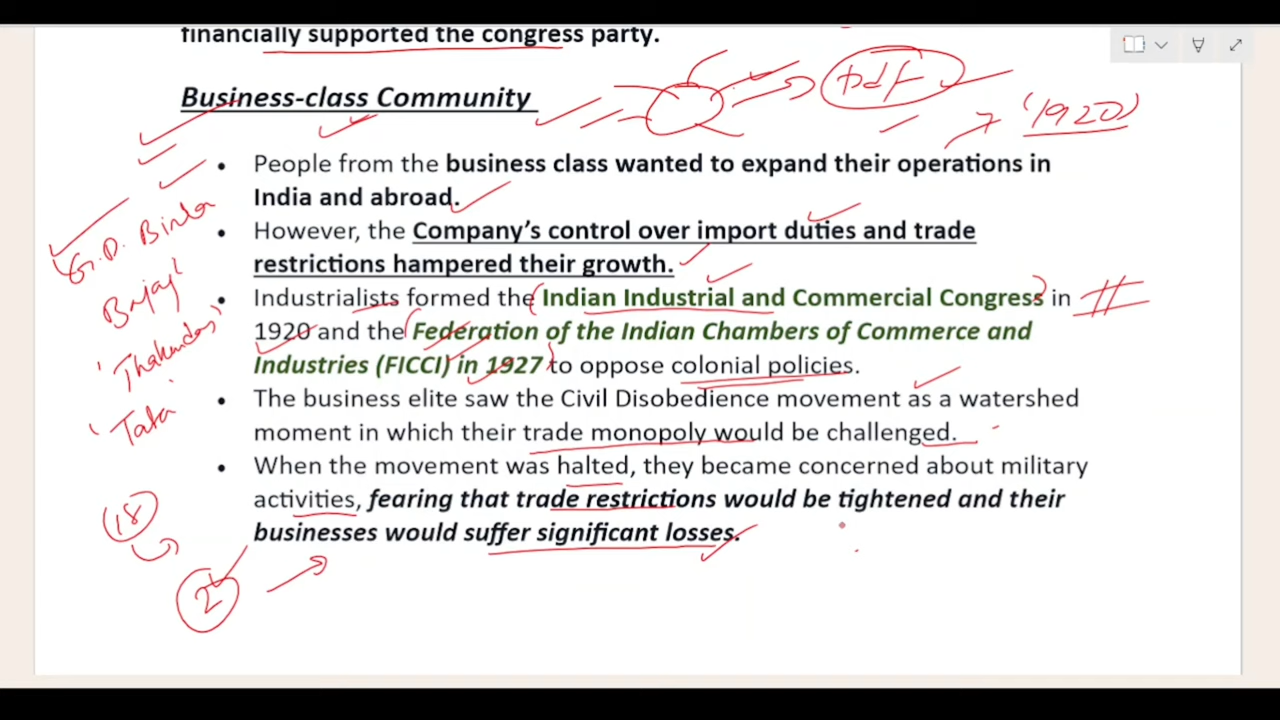 financially supported the congress party.
Business-class Community
pdf
'1920'
• People from the business class wanted to expand their operations in
India and abroad.
• However, the Company's control over import duties and trade
restrictions hampered their growth.
• Industrialists formed the Indian Industrial and Commercial Congress in
1920 and the Federation of the Indian Chambers of Commerce and
Industries (FICCI) in 1927 to oppose colonial policies.
• The business elite saw the Civil Disobedience movement as a watershed
moment in which their trade monopoly would be challenged.
• When the movement was halted, they became concerned about military
activities, fearing that trade restrictions would be tightened and their
businesses would suffer significant losses.
G.D. Birla
Bajaj
Tata
18
2